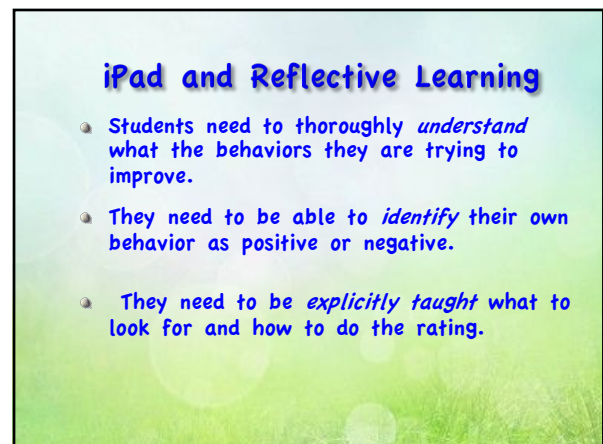 iPad and Reflective Learning
Students need to thoroughly understand
what the behaviors they are trying to
improve.
They need to be able to identify their own
behavior as positive or negative.
They need to be explicitly taught what to
look for and how to do the rating.